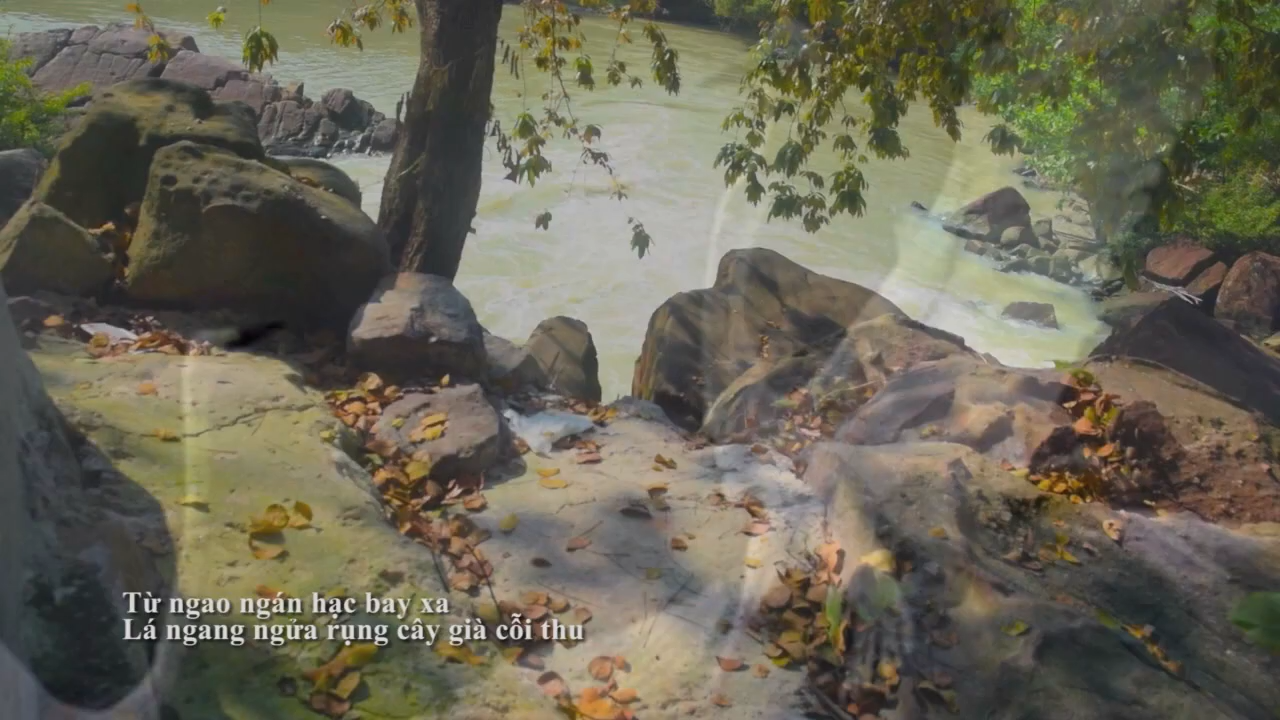 Từ ngao ngán hạc bay xa
Lá ngang ngửa rụng cây già cỗi thu